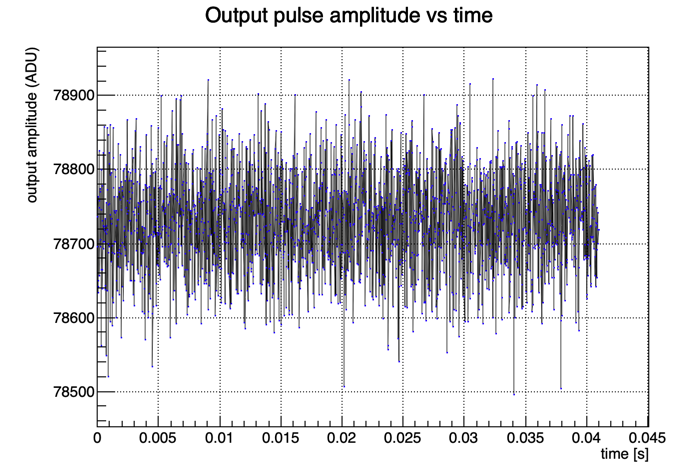 Output pulse amplitude vs time
output amplitude (ADU)
78900
78800
78700
78600
78500
0 0.005 0.01 0.015 0.02 0.025 0.03 0.035 0.04 0.045
time [s]